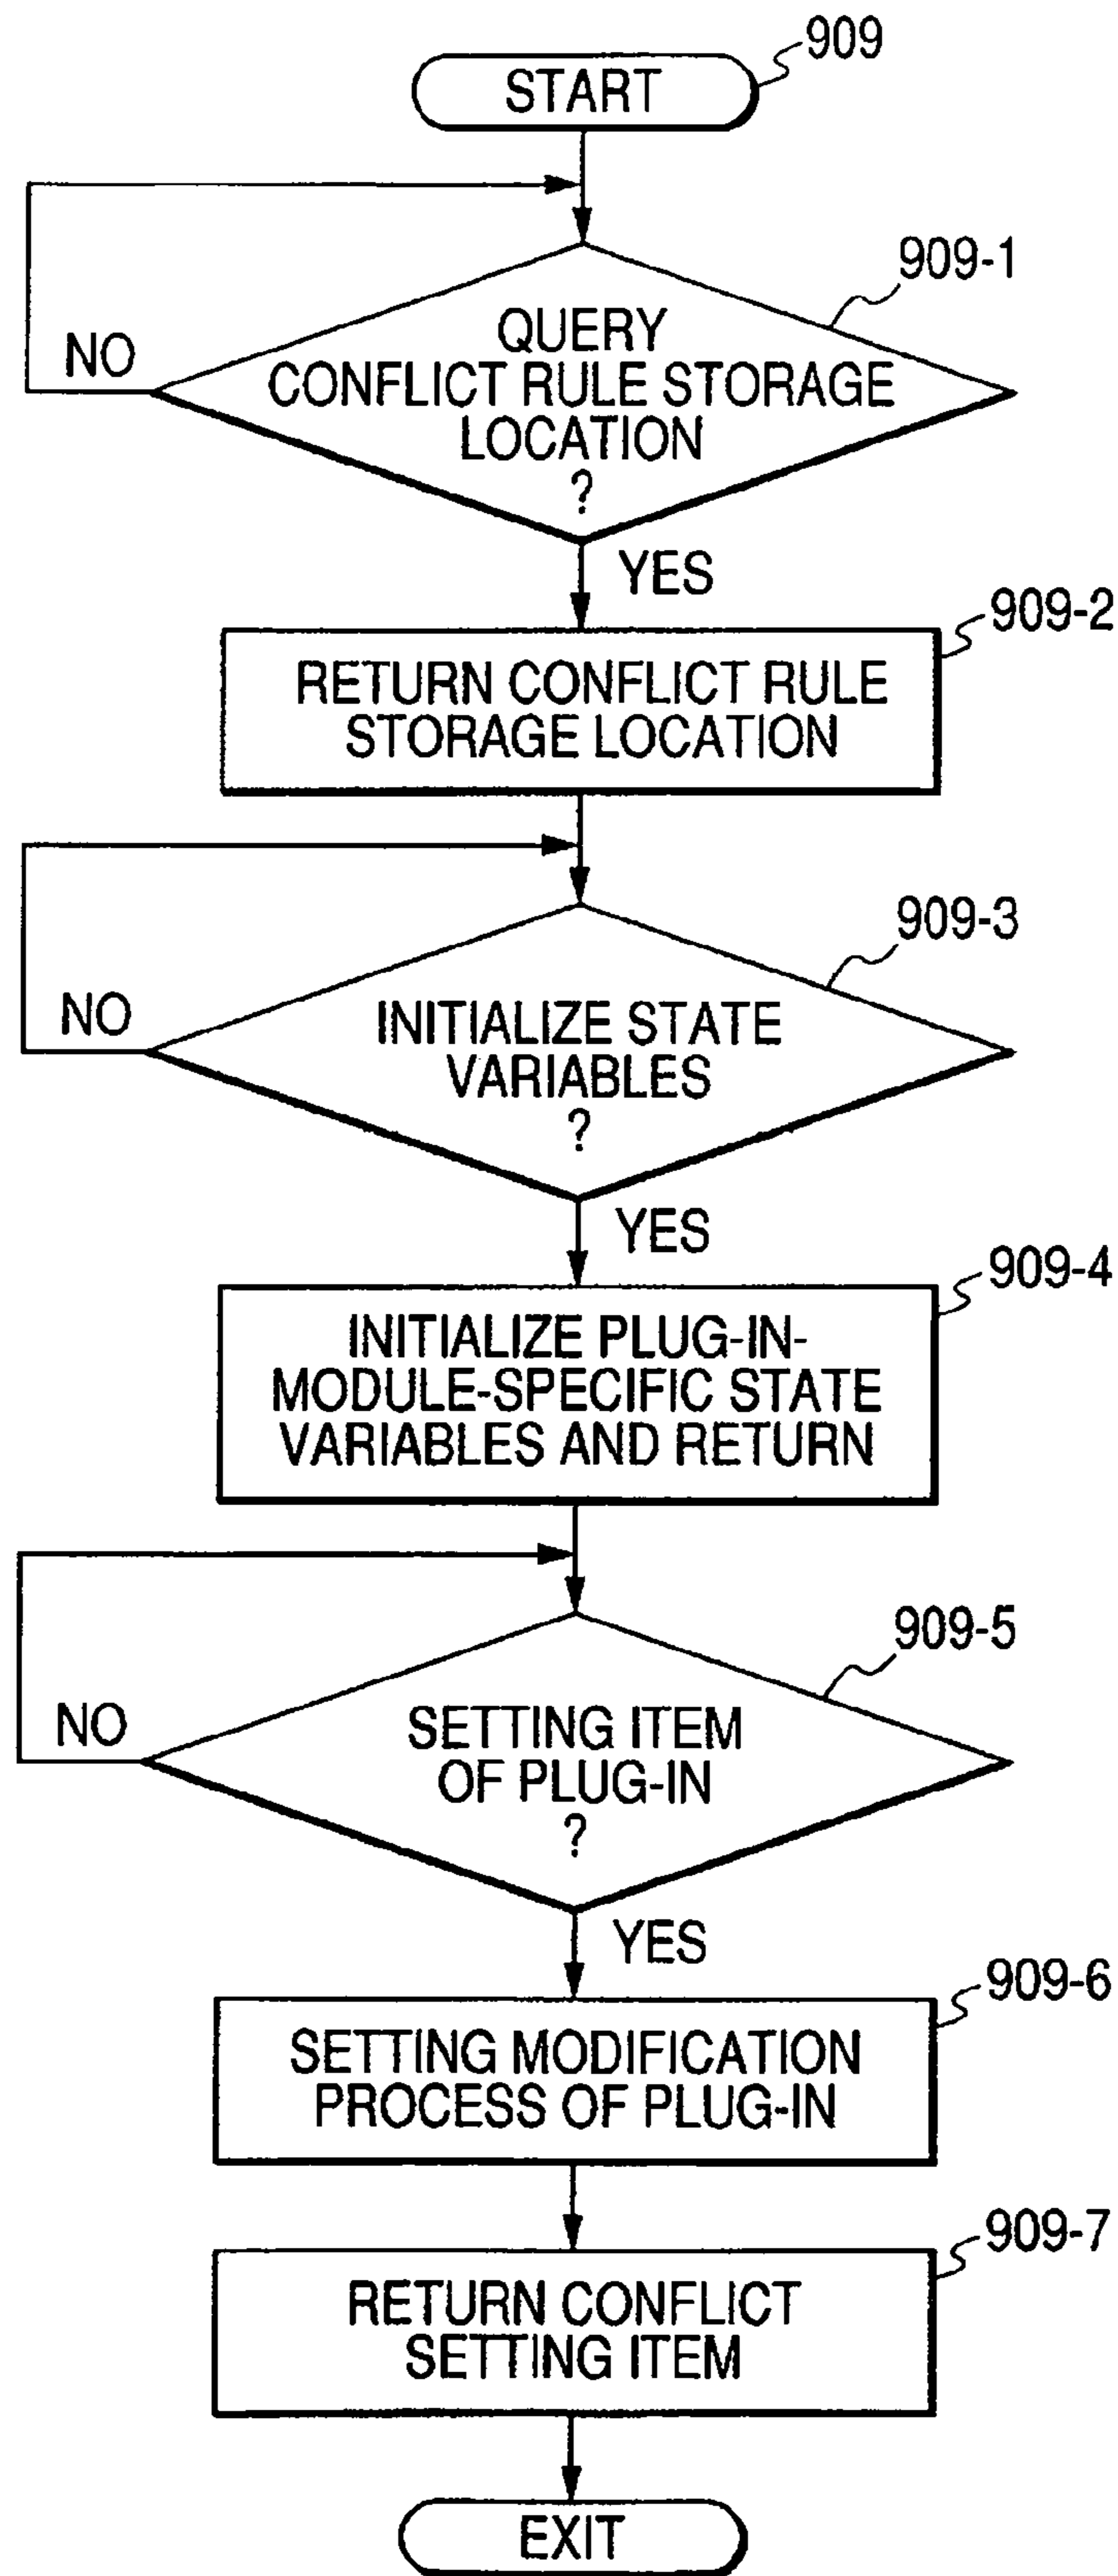 909
START
909-1
QUERY
CONFLICT RULE STORAGE
LOCATION
?
NO
YES
909-2
RETURN CONFLICT RULE
STORAGE LOCATION
909-3
INITIALIZE STATE
VARIABLES
?
NO
YES
909-4
INITIALIZE PLUG-IN-
MODULE-SPECIFIC STATE
VARIABLES AND RETURN
909-5
SETTING ITEM
OF PLUG-IN
?
NO
YES
909-6
SETTING MODIFICATION
PROCESS OF PLUG-IN
909-7
RETURN CONFLICT
SETTING ITEM
EXIT